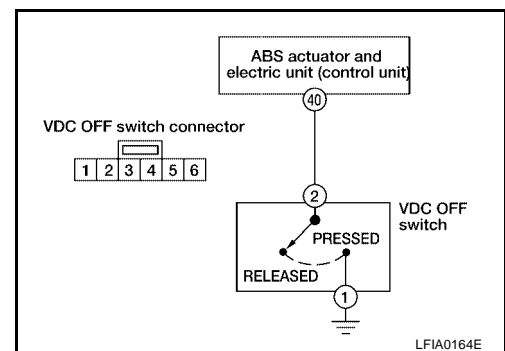 ABS actuator and
electric unit (control unit)
40
VDC OFF switch connector
1 2 3 4 5 6
2
VDC OFF
switch
PRESSED
RELEASED
1
LFIA0164E